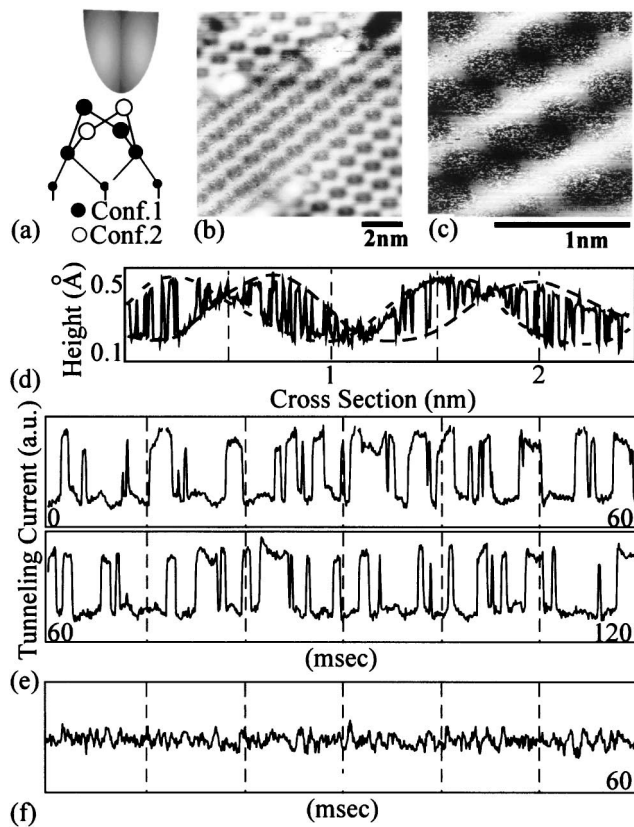 Conf.1
Conf.2
(a)
(b)
2nm
(c)
1nm
Height (Å)
0.5
0.1
1
2
(d)
Cross Section (nm)
Tunneling Current (a.u.)
0
60
60
120
(msec)
(e)
60
(msec)
(f)